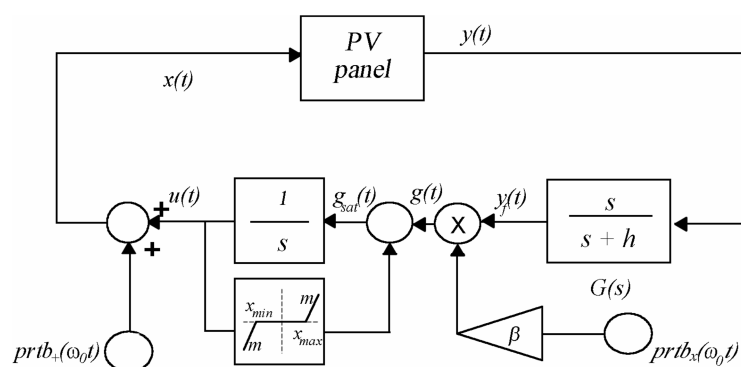 PV
panel
y(t)
x(t)
+
u(t)
+
1
s
g_sat(t)
g(t)
X
y_f(t)
s
s + h
G(s)
x_min
m
m
x_max
β
prtb_+(ω_0t)
prtb_x(ω_0t)